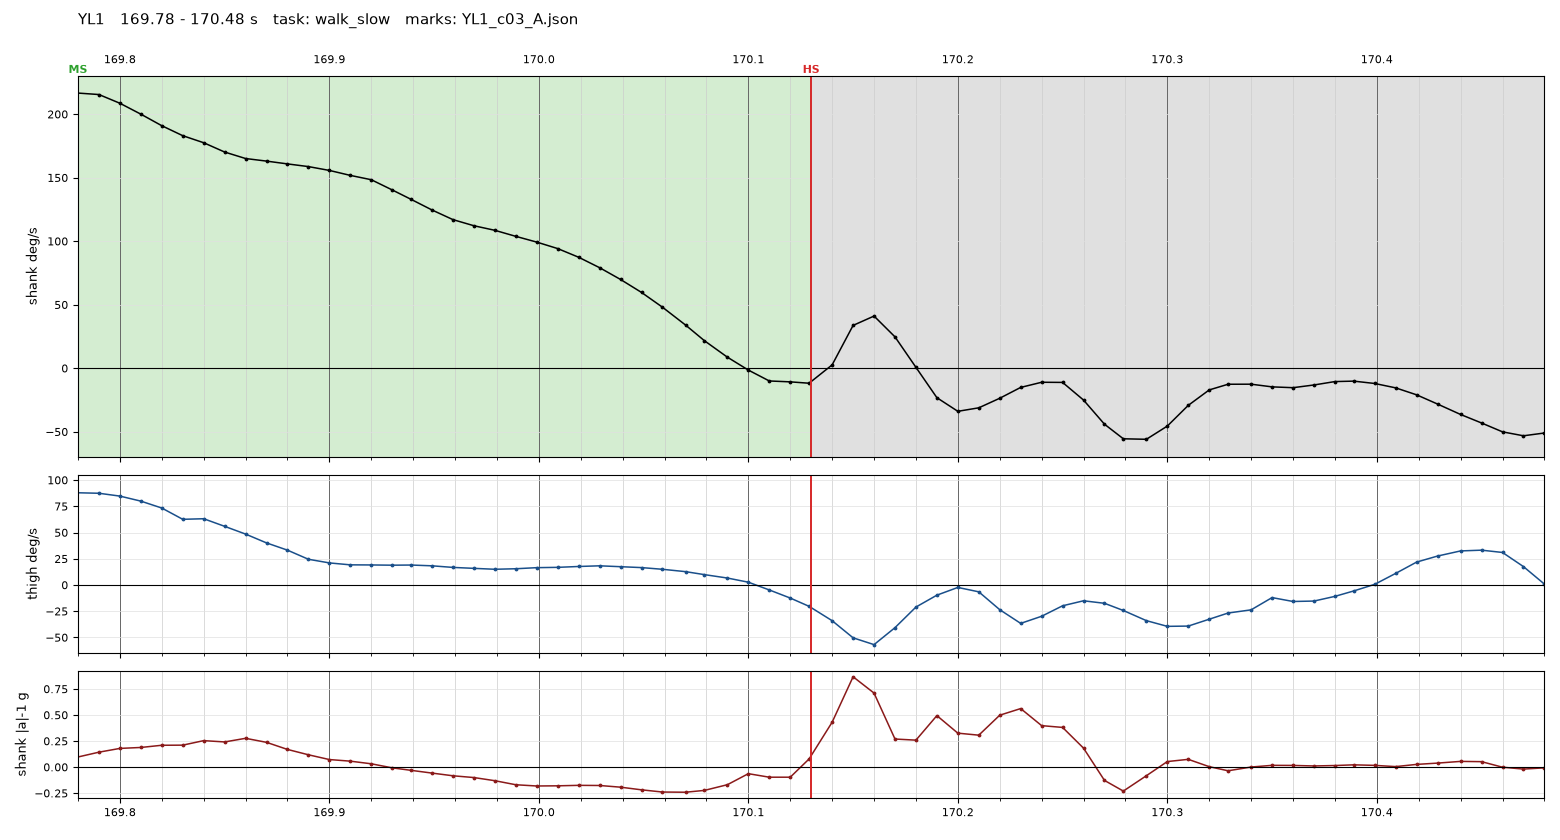 YL1   169.78 - 170.48 s   task: walk_slow   marks: YL1_c03_A.json
169.8 169.9 170.0 170.1 170.2 170.3 170.4
MS HS
shank deg/s
200
150
100
50
0
−50
thigh deg/s
100
75
50
25
0
−25
−50
shank |a|-1 g
0.75
0.50
0.25
0.00
−0.25
169.8 169.9 170.0 170.1 170.2 170.3 170.4